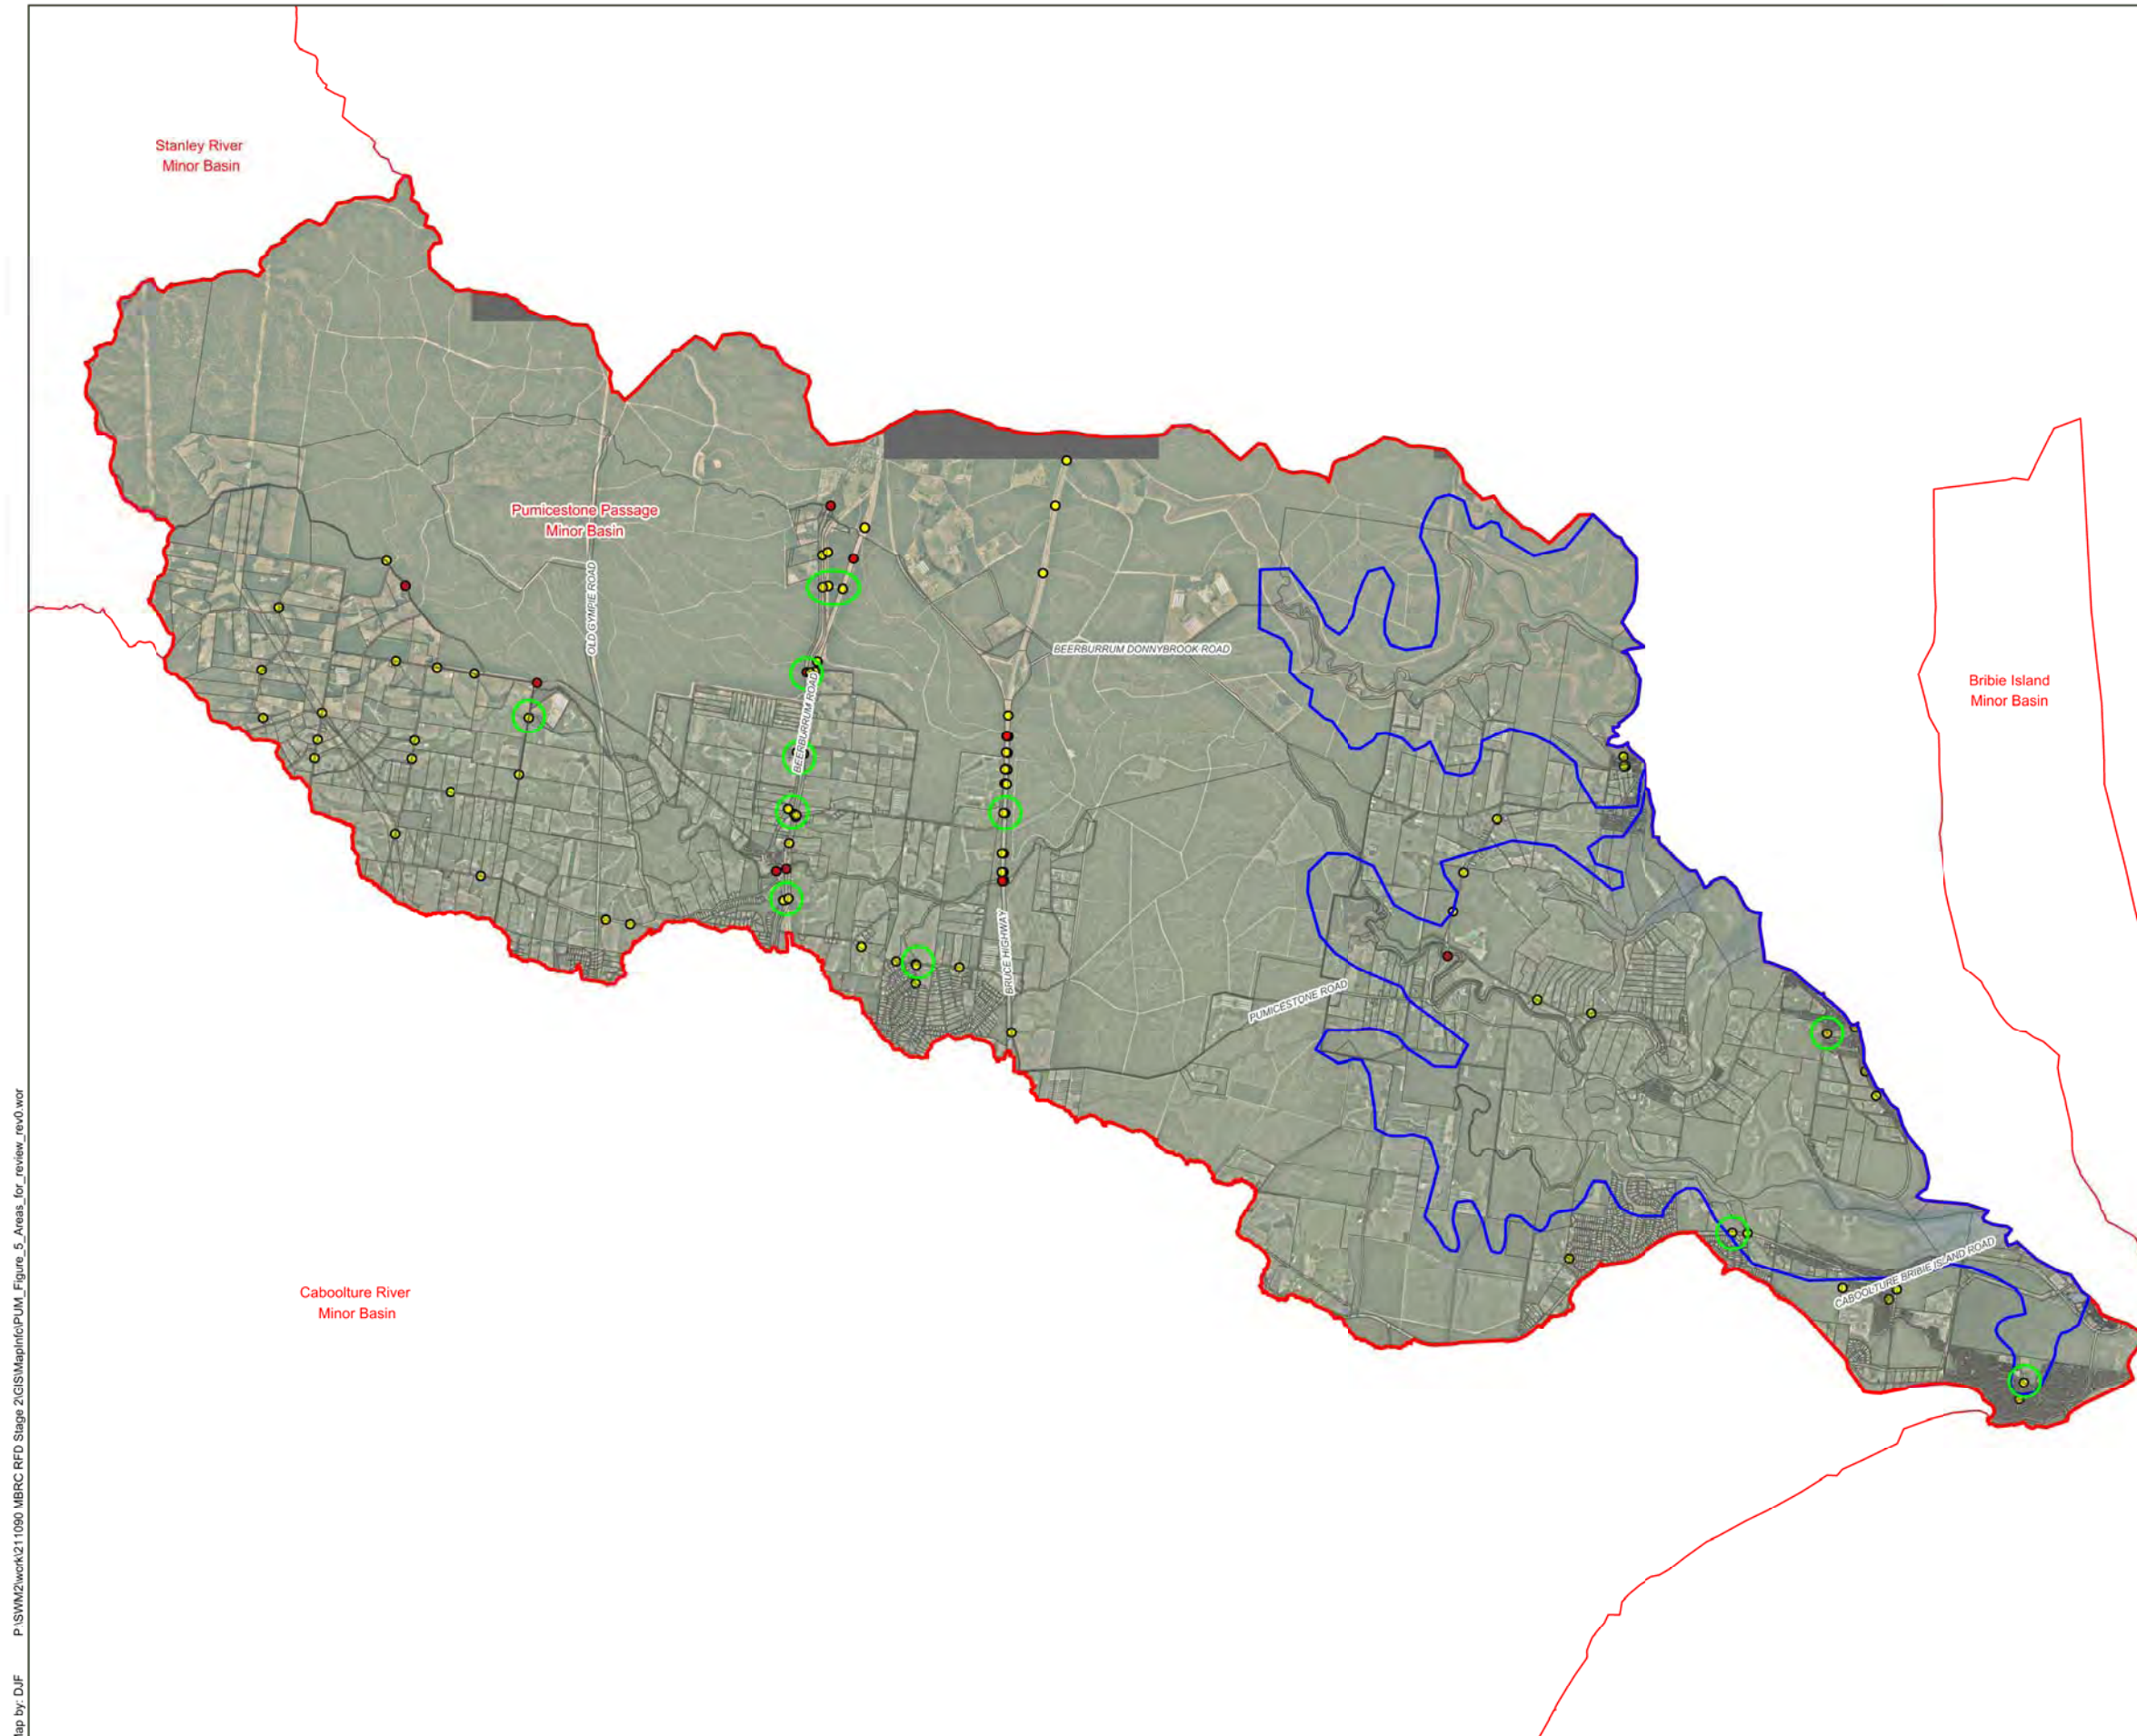 Stanley River
Minor Basin
Pumicestone Passage
Minor Basin
OLD GYMPIE ROAD
BEERBURRUM DONNYBROOK ROAD
BEERBURRUM ROAD
Bribie Island
Minor Basin
BRUCE HIGHWAY
PUMICESTONE ROAD
CABOOLTURE BRIBIE ISLAND ROAD
Caboolture River
Minor Basin
P:\SWM2\work\211090 MBRC RFD Stage 2\GIS\MapInfo\PUM_Figure_5_Areas_for_review_rev0.wor
ap by: DJF